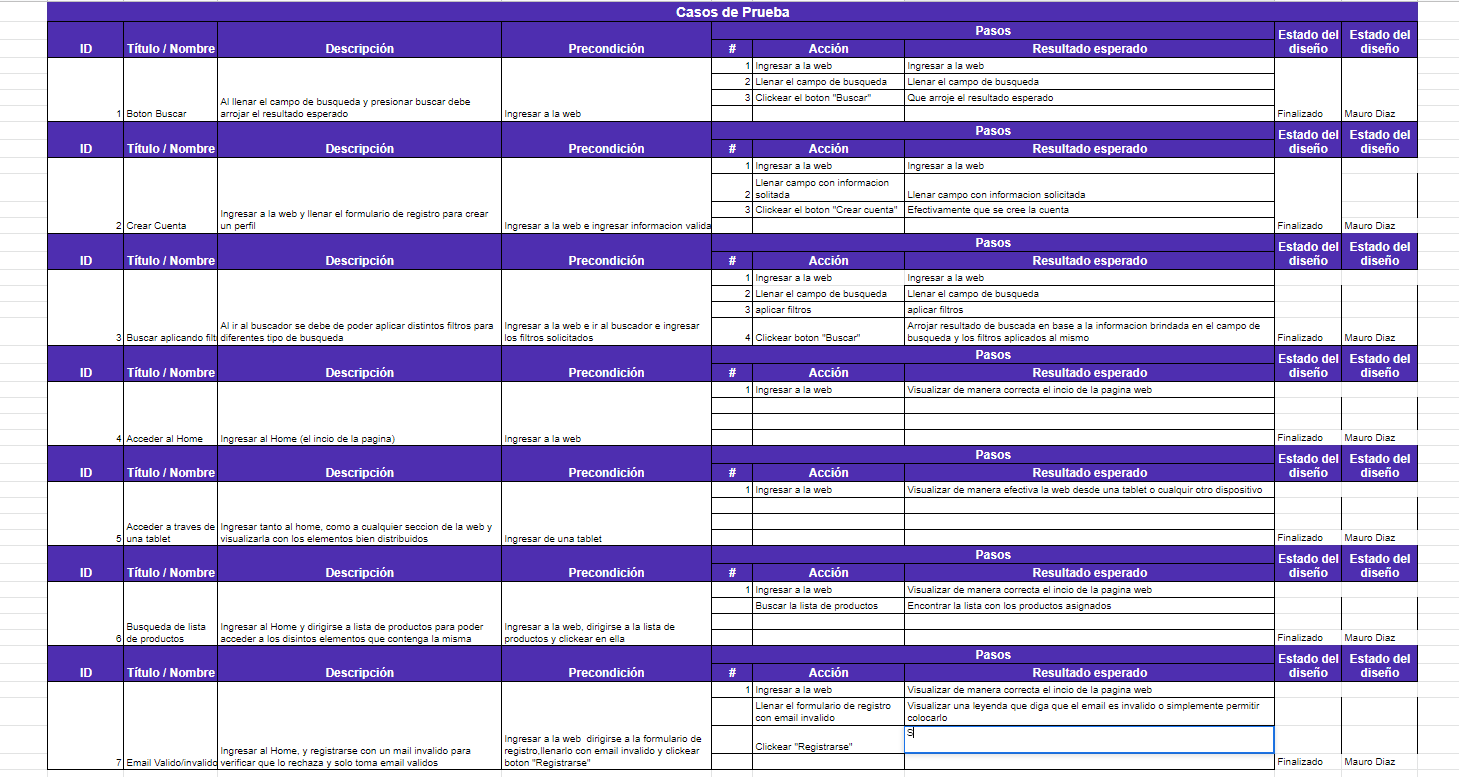 Casos de Prueba
ID Título / Nombre Descripción Precondición Pasos Estado del diseño Estado del diseño
# Acción Resultado esperado
1 Ingresar a la web Ingresar a la web
2 Llenar el campo de busqueda Llenar el campo de busqueda
3 Clickear el boton "Buscar" Que arroje el resultado esperado
1 Boton Buscar Al llenar el campo de busqueda y presionar buscar debe arrojar el resultado esperado Ingresar a la web Finalizado Mauro Diaz
ID Título / Nombre Descripción Precondición Pasos Estado del diseño Estado del diseño
# Acción Resultado esperado
1 Ingresar a la web Ingresar a la web
2 Llenar campo con informacion solitada Llenar campo con informacion solicitada
3 Clickear el boton "Crear cuenta" Efectivamente que se cree la cuenta
2 Crear Cuenta Ingresar a la web y llenar el formulario de registro para crear un perfil Ingresar a la web e ingresar informacion valida Finalizado Mauro Diaz
ID Título / Nombre Descripción Precondición Pasos Estado del diseño Estado del diseño
# Acción Resultado esperado
1 Ingresar a la web Ingresar a la web
2 Llenar el campo de busqueda Llenar el campo de busqueda
3 aplicar filtros aplicar filtros
4 Clickear boton "Buscar" Arrojar resultado de buscada en base a la informacion brindada en el campo de busqueda y los filtros aplicados al mismo
3 Buscar aplicando filt Al ir al buscador se debe de poder aplicar distintos filtros para diferentes tipo de busqueda Ingresar a la web e ir al buscador e ingresar los filtros solicitados Finalizado Mauro Diaz
ID Título / Nombre Descripción Precondición Pasos Estado del diseño Estado del diseño
# Acción Resultado esperado
1 Ingresar a la web Visualizar de manera correcta el incio de la pagina web
4 Acceder al Home Ingresar al Home (el incio de la pagina) Ingresar a la web Finalizado Mauro Diaz
ID Título / Nombre Descripción Precondición Pasos Estado del diseño Estado del diseño
# Acción Resultado esperado
1 Ingresar a la web Visualizar de manera efectiva la web desde una tablet o cualquir otro dispositivo
5 Acceder a traves de una tablet Ingresar tanto al home, como a cualquier seccion de la web y visualizarla con los elementos bien distribuidos Ingresar de una tablet Finalizado Mauro Diaz
ID Título / Nombre Descripción Precondición Pasos Estado del diseño Estado del diseño
# Acción Resultado esperado
1 Ingresar a la web Visualizar de manera correcta el incio de la pagina web
Buscar la lista de productos Encontrar la lista con los productos asignados
6 Busqueda de lista de productos Ingresar al Home y dirigirse a lista de productos para poder acceder a los disintos elementos que contenga la misma Ingresar a la web, dirigirse a la lista de productos y clickear en ella Finalizado Mauro Diaz
ID Título / Nombre Descripción Precondición Pasos Estado del diseño Estado del diseño
# Acción Resultado esperado
1 Ingresar a la web Visualizar de manera correcta el incio de la pagina web
Llenar el formulario de registro con email invalido Visualizar una leyenda que diga que el email es invalido o simplemente permitir colocarlo
Clickear "Registrarse" S
7 Email Valido/invalido Ingresar al Home, y registrarse con un mail invalido para verificar que lo rechaza y solo toma email validos Ingresar a la web dirigirse a la formulario de registro,llenarlo con email invalido y clickear boton "Registrarse" Finalizado Mauro Diaz